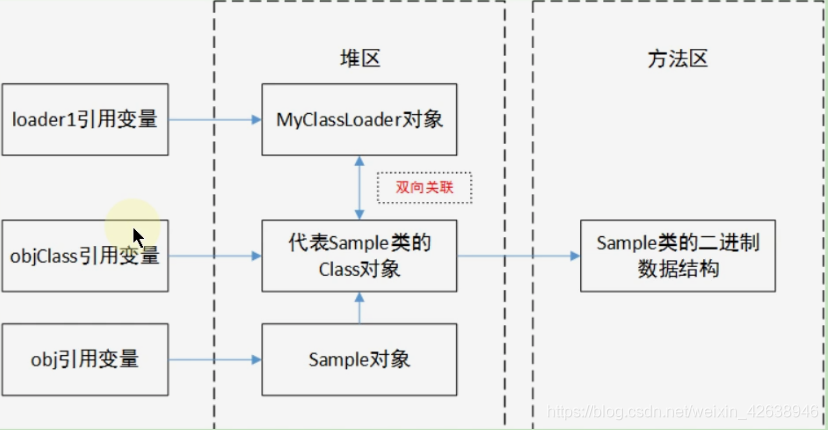 堆区
方法区
loader1引用变量
MyClassLoader对象
双向关联
objClass引用变量
代表Sample类的
Class对象
Sample类的二进制
数据结构
obj引用变量
Sample对象
https://blog.csdn.net/weixin_42638946